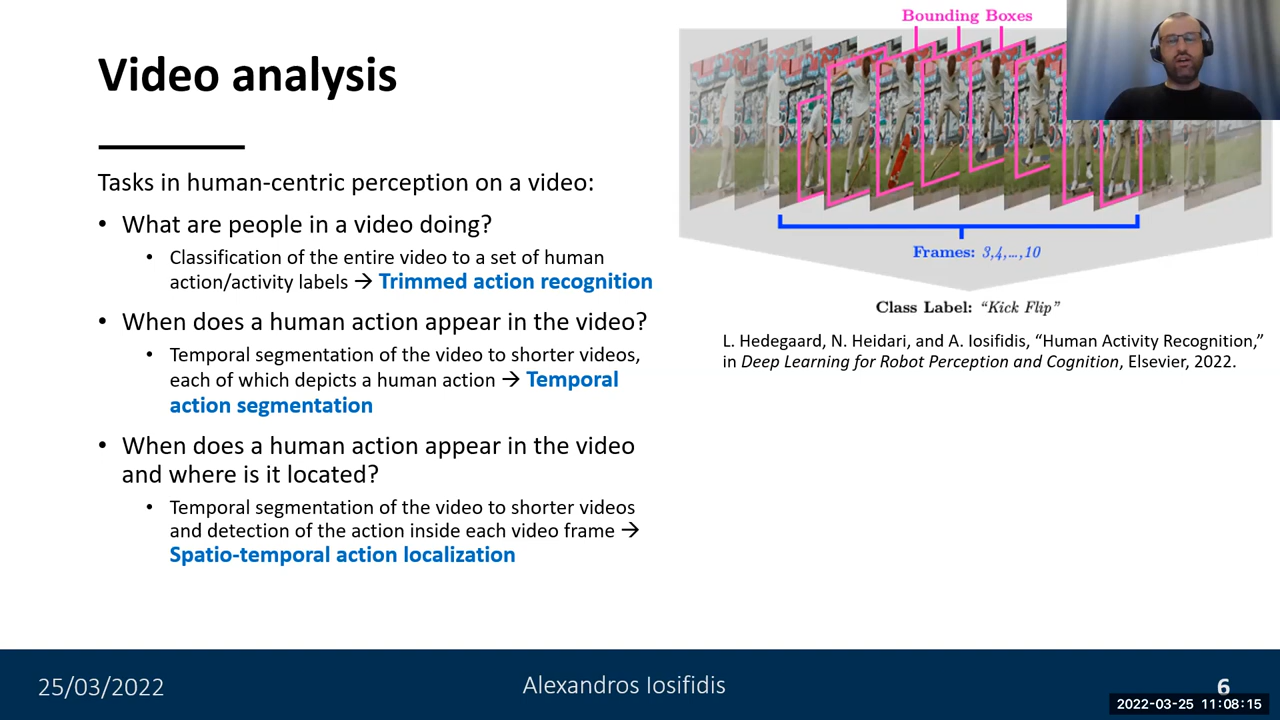 Video analysis
Tasks in human-centric perception on a video:
• What are people in a video doing?
• Classification of the entire video to a set of human
action/activity labels → Trimmed action recognition
• When does a human action appear in the video?
• Temporal segmentation of the video to shorter videos,
each of which depicts a human action → Temporal
action segmentation
• When does a human action appear in the video
and where is it located?
• Temporal segmentation of the video to shorter videos
and detection of the action inside each video frame →
Spatio-temporal action localization
Bounding Boxes
Frames: 3,4,...,10
Class Label: “Kick Flip”
L. Hedegaard, N. Heidari, and A. Iosifidis, “Human Activity Recognition,”
in Deep Learning for Robot Perception and Cognition, Elsevier, 2022.
25/03/2022
Alexandros Iosifidis
6
2022-03-25 11:08:15